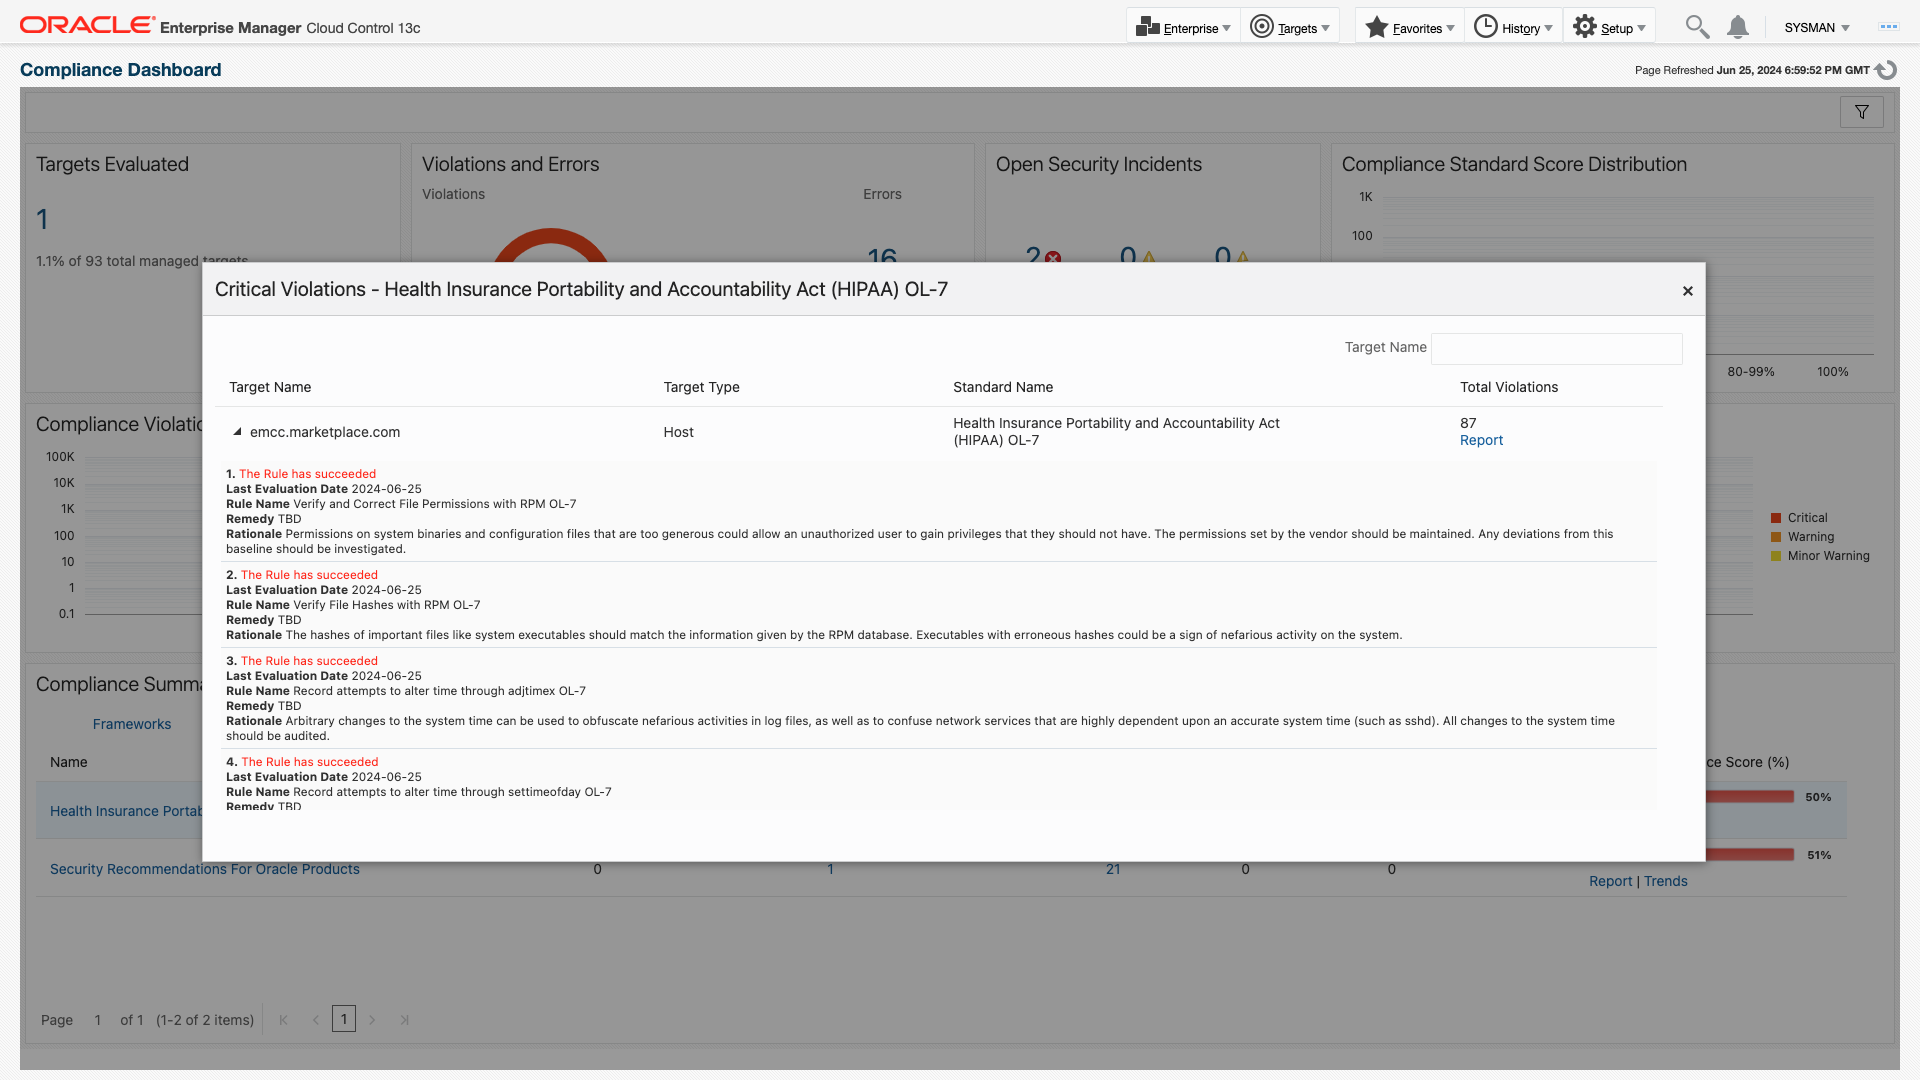 ORACLE Enterprise Manager Cloud Control 13c
Enterprise
Targets
Favorites
History
Setup
SYSMAN
Compliance Dashboard
Page Refreshed Jun 25, 2024 6:59:52 PM GMT
Targets Evaluated
1
1.1% of 93 total managed targets
Violations and Errors
Violations
Errors
16
Open Security Incidents
2
0
0
Compliance Standard Score Distribution
1K
100
80-99%
100%
Critical Violations - Health Insurance Portability and Accountability Act (HIPAA) OL-7
×
Target Name
Target Name
Target Type
Standard Name
Total Violations
emcc.marketplace.com
Host
Health Insurance Portability and Accountability Act
(HIPAA) OL-7
87
Report
1. The Rule has succeeded
Last Evaluation Date 2024-06-25
Rule Name Verify and Correct File Permissions with RPM OL-7
Remedy TBD
Rationale Permissions on system binaries and configuration files that are too generous could allow an unauthorized user to gain privileges that they should not have. The permissions set by the vendor should be maintained. Any deviations from this
baseline should be investigated.
2. The Rule has succeeded
Last Evaluation Date 2024-06-25
Rule Name Verify File Hashes with RPM OL-7
Remedy TBD
Rationale The hashes of important files like system executables should match the information given by the RPM database. Executables with erroneous hashes could be a sign of nefarious activity on the system.
3. The Rule has succeeded
Last Evaluation Date 2024-06-25
Rule Name Record attempts to alter time through adjtimex OL-7
Remedy TBD
Rationale Arbitrary changes to the system time can be used to obfuscate nefarious activities in log files, as well as to confuse network services that are highly dependent upon an accurate system time (such as sshd). All changes to the system time
should be audited.
4. The Rule has succeeded
Last Evaluation Date 2024-06-25
Rule Name Record attempts to alter time through settimeofday OL-7
Remedy TBD
Compliance Violatio
100K
10K
1K
100
10
1
0.1
Critical
Warning
Minor Warning
Compliance Summa
Frameworks
Name
ce Score (%)
Health Insurance Portab
50%
Security Recommendations For Oracle Products
0
1
21
0
0
51%
Report | Trends
Page 1 of 1 (1-2 of 2 items)
1